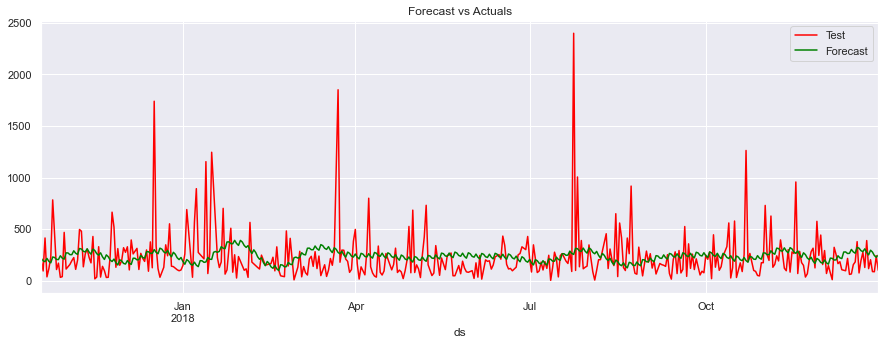 Forecast vs Actuals
2500
2000
1500
1000
500
0
Test
Forecast
Jan
2018
Apr
Jul
Oct
ds